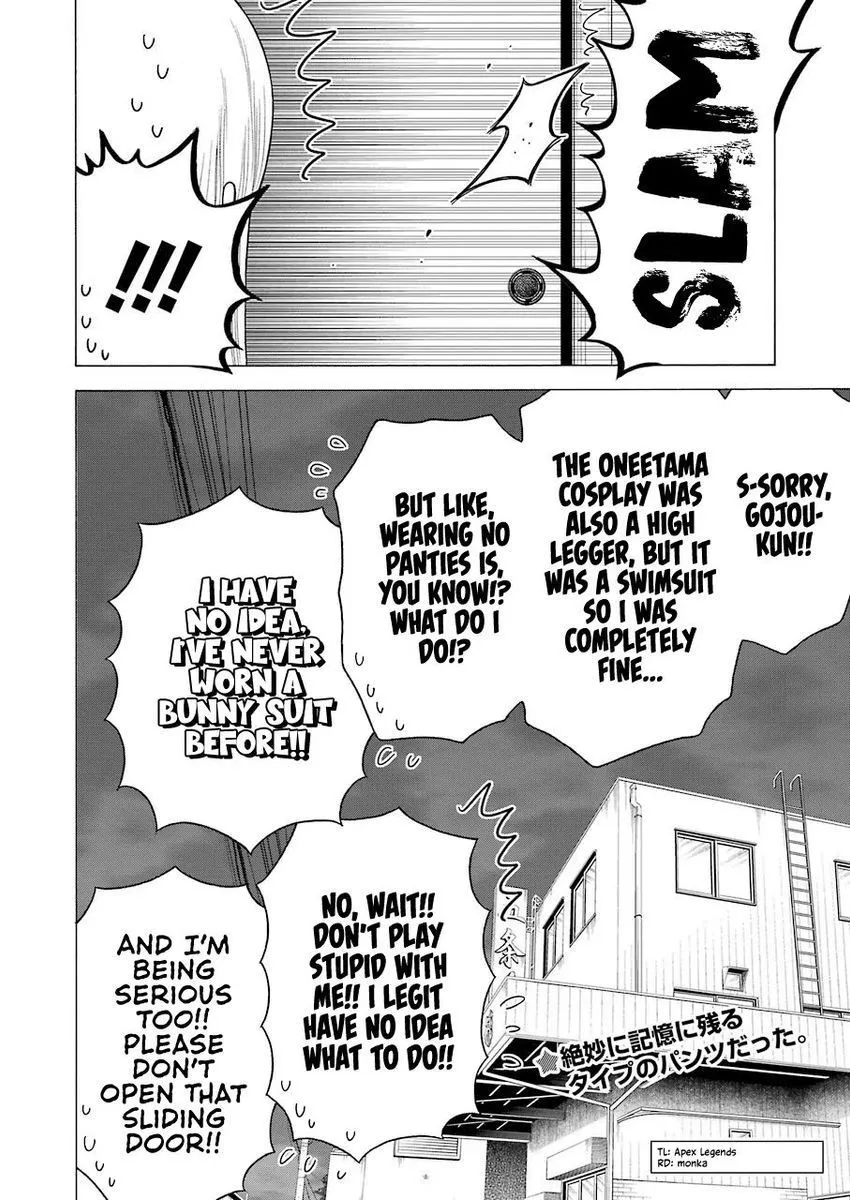 SLAM
!!!
S-SORRY,
GOJOU-
KUN!!
THE ONEETAMA
COSPLAY WAS
ALSO A HIGH
LEGGER, BUT IT
WAS A SWIMSUIT
SO I WAS
COMPLETELY
FINE...
BUT LIKE,
WEARING NO
PANTIES IS,
YOU KNOW!?
WHAT DO I
DO!?
I HAVE
NO IDEA.
I'VE NEVER
WORN A
BUNNY SUIT
BEFORE!!
NO, WAIT!!
DON'T PLAY
STUPID WITH
ME!! I LEGIT
HAVE NO IDEA
WHAT TO DO!!
AND I'M
BEING
SERIOUS
TOO!!
PLEASE
DON'T
OPEN THAT
SLIDING
DOOR!!
五条
★絶妙に記憶に残る
タイプのパンツだった。
TL: Apex Legends
RD: monka